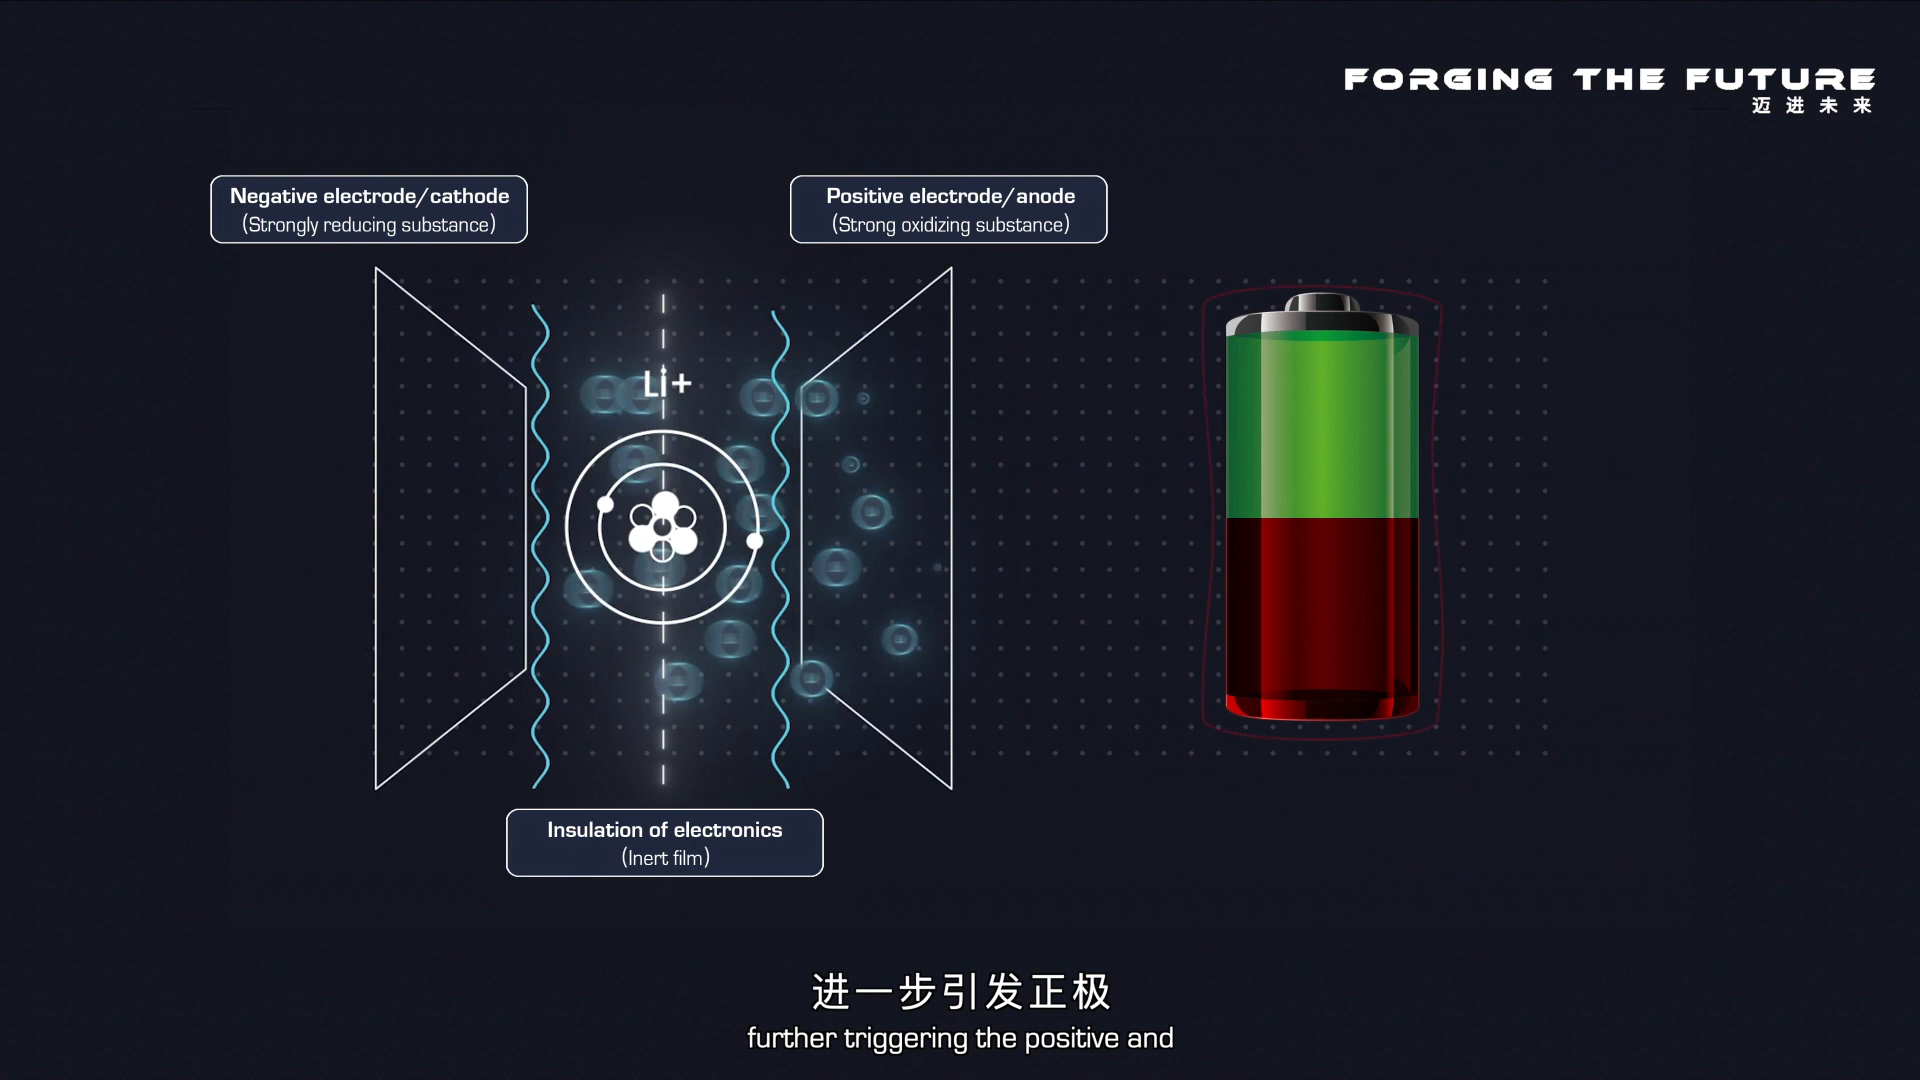 FORGING THE FUTURE
迈进未来
Negative electrode/cathode
(Strongly reducing substance)
Positive electrode/anode
(Strong oxidizing substance)
Li+
Insulation of electronics
(Inert film)
进一步引发正极
further triggering the positive and